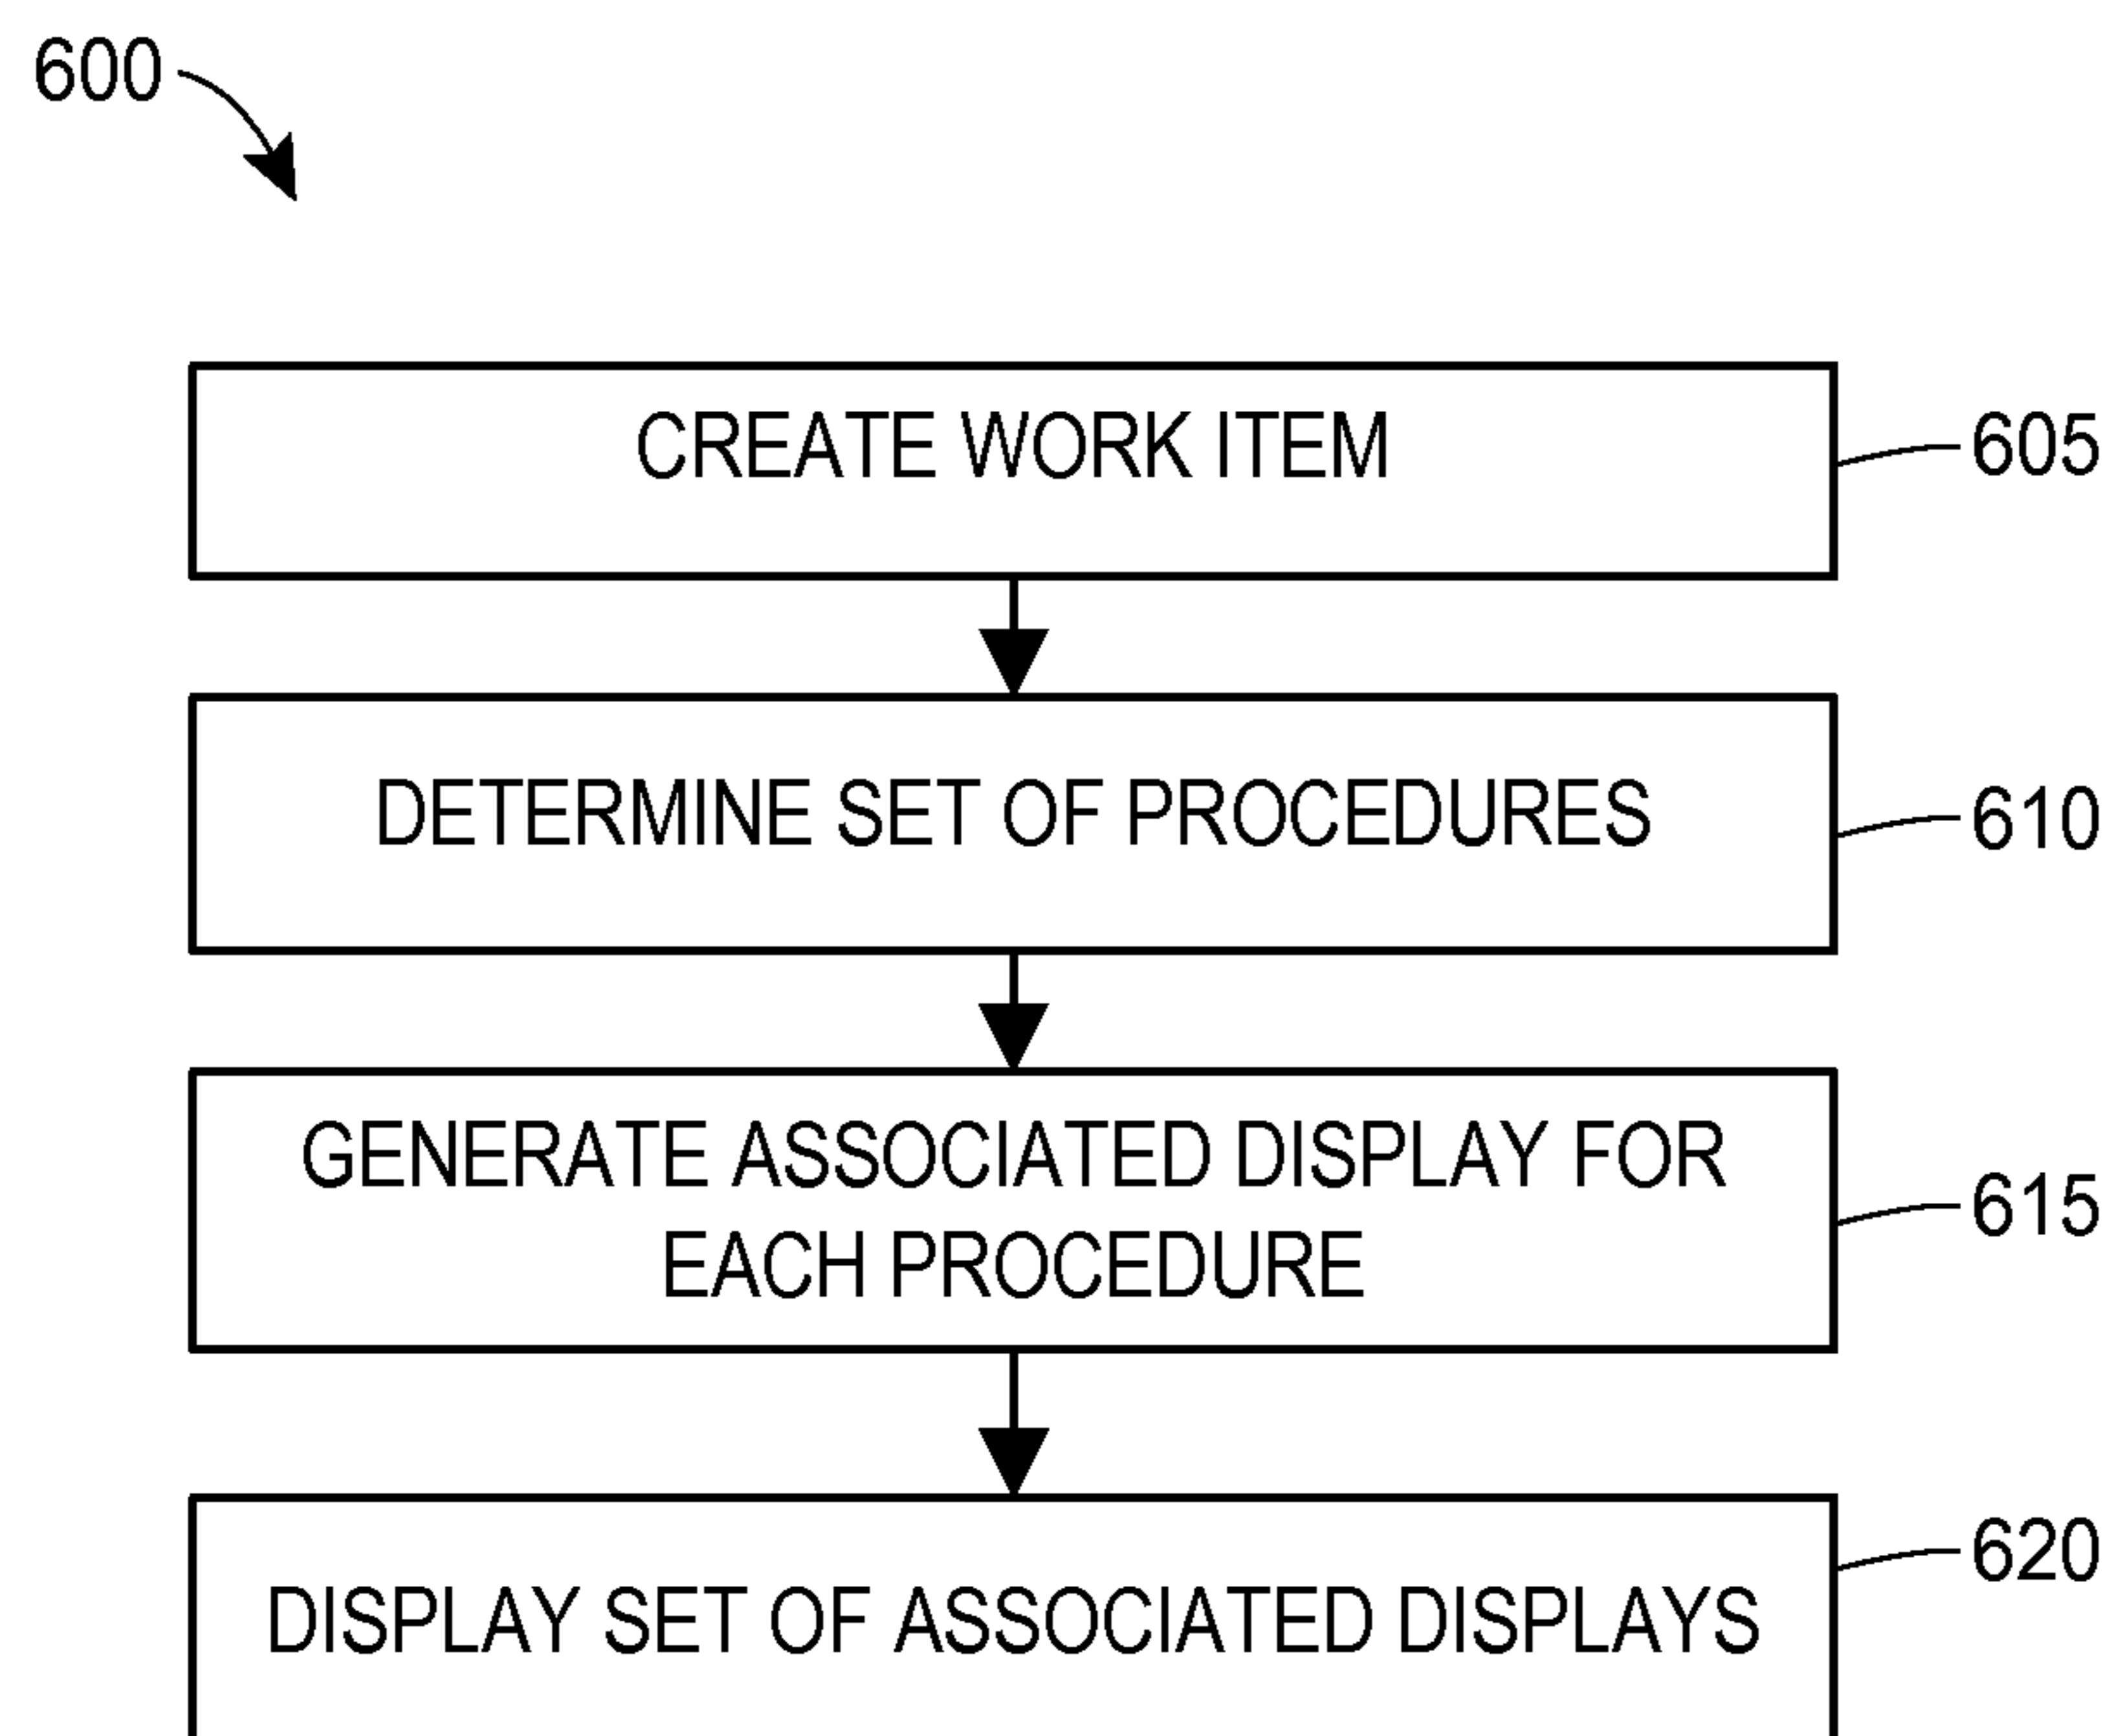 600
CREATE WORK ITEM
605
DETERMINE SET OF PROCEDURES
610
GENERATE ASSOCIATED DISPLAY FOR
EACH PROCEDURE
615
DISPLAY SET OF ASSOCIATED DISPLAYS
620